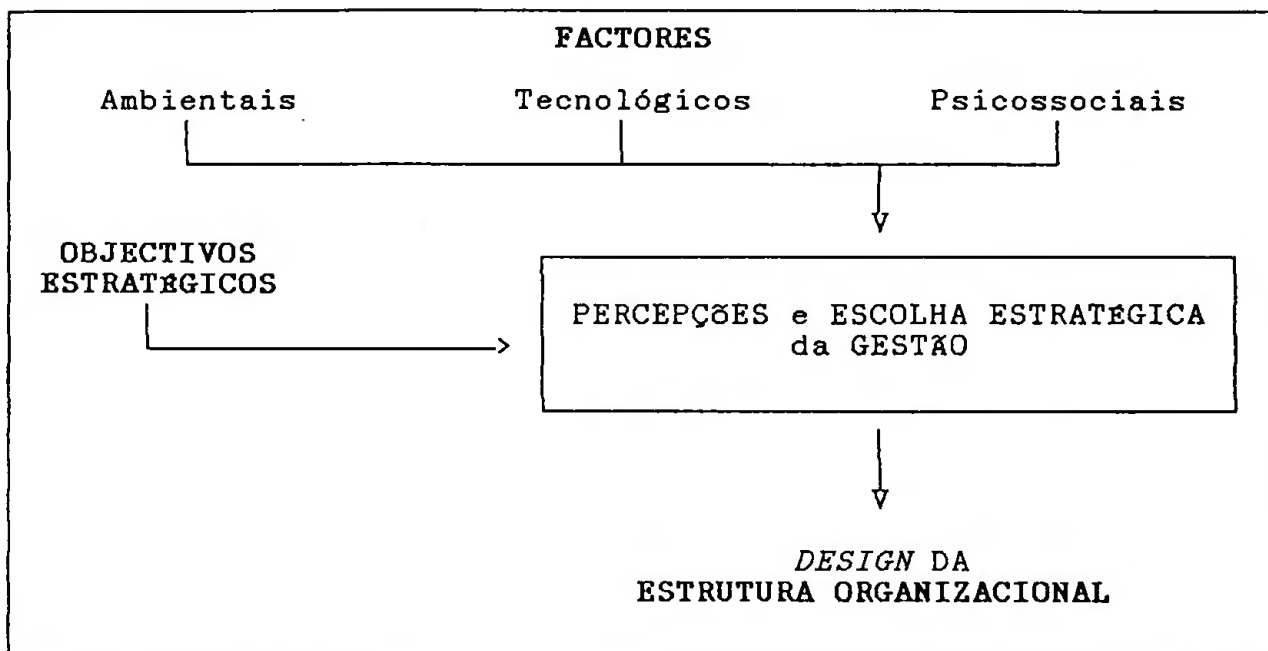 FACTORES
Ambientais Tecnológicos Psicossociais
OBJECTIVOS
ESTRATÉGICOS
PERCEPÇÕES e ESCOLHA ESTRATÉGICA
da GESTÃO
DESIGN DA
ESTRUTURA ORGANIZACIONAL